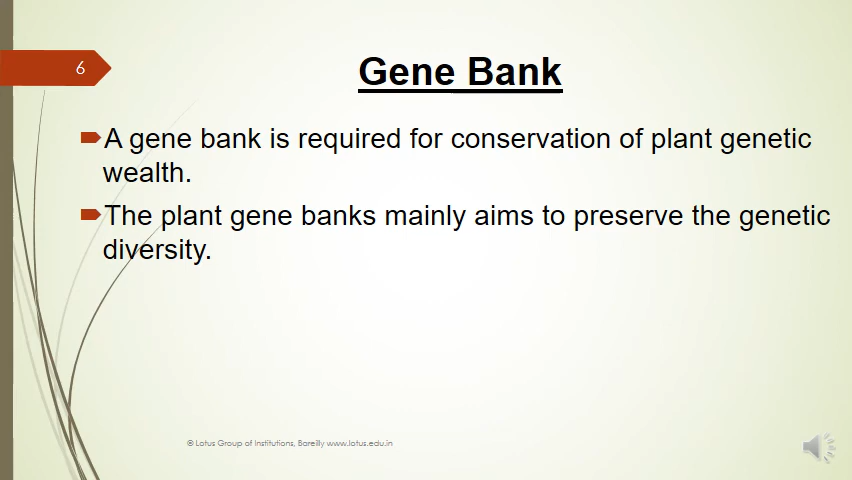 6
Gene Bank
A gene bank is required for conservation of plant genetic
wealth.
The plant gene banks mainly aims to preserve the genetic
diversity.
® Lotus Group of Institutions, Bareilly www.lotus.edu.in